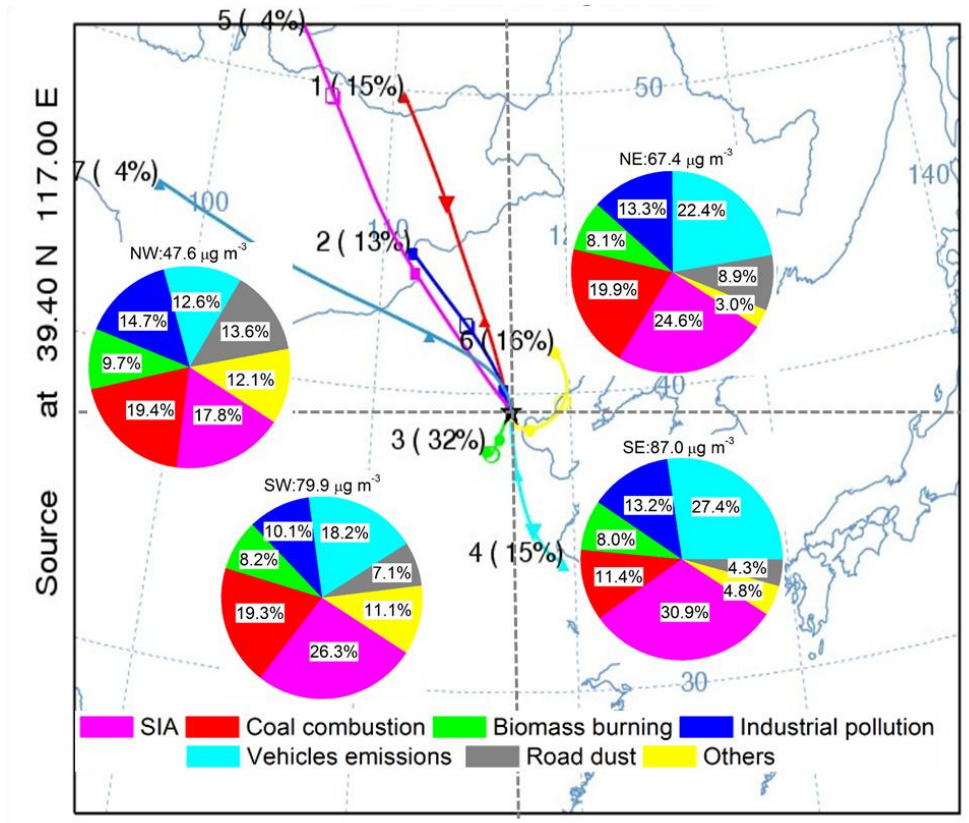 5 ( 4%)
1 ( 15%)
50
NE:67.4 μg m-3
7 ( 4%)
100
140
22.4%
13.3%
8.1%
8.9%
3.0%
19.9%
24.6%
2 ( 13%)
NW:47.6 μg m-3
12.6%
14.7%
13.6%
9.7%
12.1%
19.4%
17.8%
6 ( 16%)
40
3 ( 32%)
SE:87.0 μg m-3
27.4%
13.2%
8.0%
4.3%
4.8%
11.4%
30.9%
SW:79.9 μg m-3
10.1%
18.2%
8.2%
7.1%
19.3%
11.1%
26.3%
4 ( 15%)
30
Source at 39.40 N 117.00 E
SIA Coal combustion Biomass burning Industrial pollution
Vehicles emissions Road dust Others